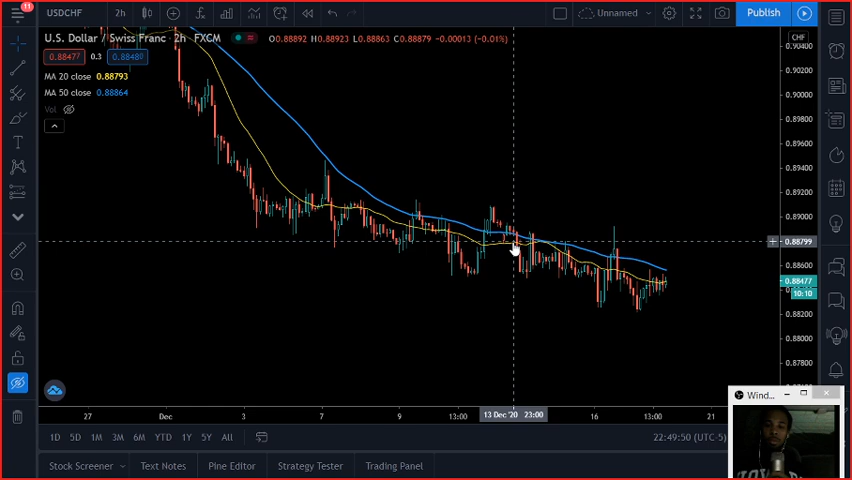 11 USDCHF 2h Unnamed Publish
U.S. Dollar / Swiss Franc · 2h · FXCM O0.88892 H0.88923 L0.88863 C0.88879 -0.00013 (-0.01%) CHF
0.90400
0.88477 0.3 0.88480
0.90200
MA 20 close 0.88793
MA 50 close 0.88864
0.90000
Vol
0.89800
0.89600
0.89400
0.89200
0.89000
0.88799
0.88600
0.88477
10:10
0.88200
0.88000
0.87800
27 Dec 3 7 9 13:00 13 Dec '20 23:00 16 13:00 21
Wind...
1D 5D 1M 3M 6M YTD 1Y 5Y All 22:49:50 (UTC-5)
Stock Screener Text Notes Pine Editor Strategy Tester Trading Panel